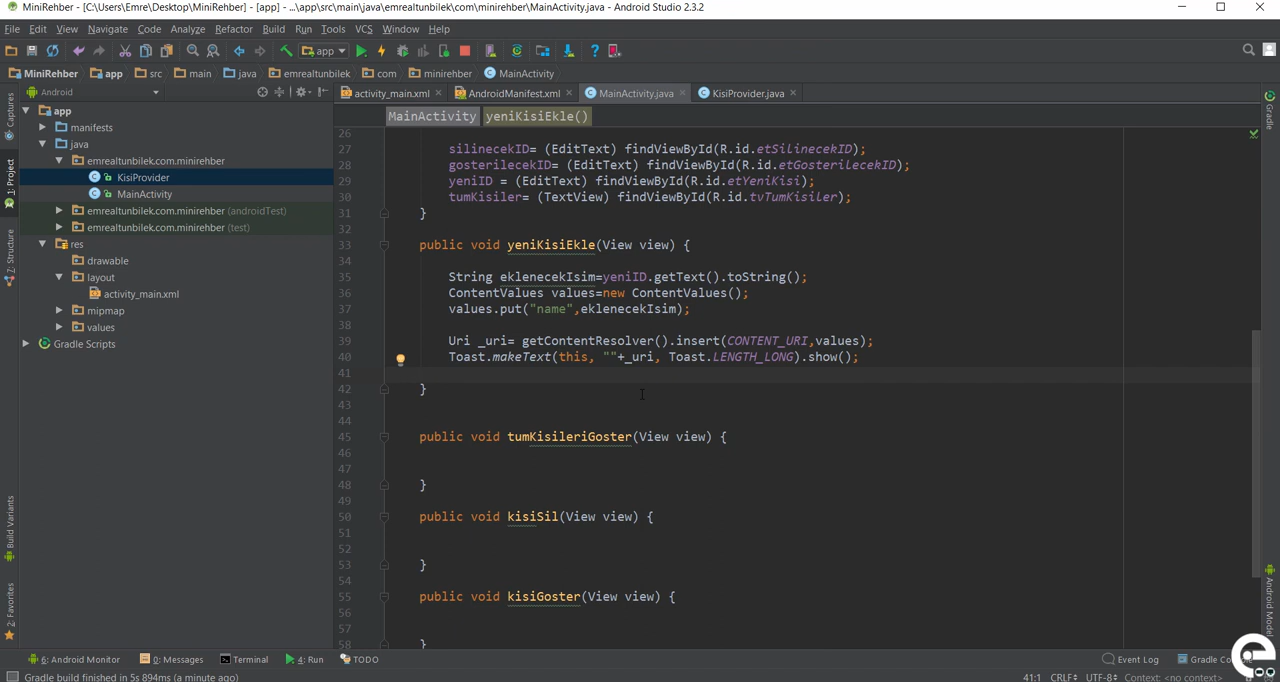 MiniRehber - [C:\Users\Emre\Desktop\MiniRehber] - [app] - ...\app\src\main\java\emrealtunbilek\com\minirehber\MainActivity.java - Android Studio 2.3.2
File Edit View Navigate Code Analyze Refactor Build Run Tools VCS Window Help
app
MiniRehber app src main java emrealtunbilek com minirehber MainActivity
Android
activity_main.xml AndroidManifest.xml MainActivity.java KisiProvider.java
MainActivity yeniKisiEkle()
Captures
1: Project
7: Structure
Build Variants
2: Favorites
app
manifests
java
emrealtunbilek.com.minirehber
KisiProvider
MainActivity
emrealtunbilek.com.minirehber (androidTest)
emrealtunbilek.com.minirehber (test)
res
drawable
layout
activity_main.xml
mipmap
values
Gradle Scripts
26
27 silinecekID= (EditText) findViewById(R.id.etSilinecekID);
28 gosterilecekID= (EditText) findViewById(R.id.etGosterilecekID);
29 yeniID = (EditText) findViewById(R.id.etYeniKisi);
30 tumKisiler= (TextView) findViewById(R.id.tvTumKisiler);
31 }
32
33 public void yeniKisiEkle(View view) {
34
35 String eklenecekIsim=yeniID.getText().toString();
36 ContentValues values=new ContentValues();
37 values.put("name",eklenecekIsim);
38
39 Uri _uri= getContentResolver().insert(CONTENT_URI,values);
40 Toast.makeText(this, ""+_uri, Toast.LENGTH_LONG).show();
41
42 }
43
44
45 public void tumKisileriGoster(View view) {
46
47
48 }
49
50 public void kisiSil(View view) {
51
52
53 }
54
55 public void kisiGoster(View view) {
56
57
58 }
Gradle
Android Model
6: Android Monitor 0: Messages Terminal 4: Run TODO Event Log Gradle
Gradle build finished in 5s 894ms (a minute ago) 41:1 CRLF UTF-8 Context: <no context>